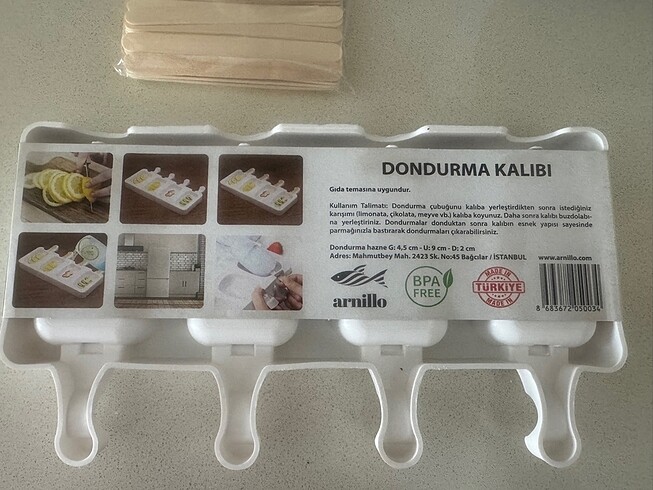 DONDURMA KALIBI
Gıda temasına uygundur.
Kullanım Talimatı: Dondurma çubuğunu kalıba yerleştirdikten sonra istediğiniz
karışımı (limonata, çikolata, meyve vb.) kalıba koyunuz. Daha sonra kalıbı buzdolabı-
na yerleştiriniz. Dondurmalar donduktan sonra kalıbın esnek yapısı sayesinde
parmağınızla bastırarak dondurmaları çıkarabilirsiniz.
Dondurma hazne G: 4,5 cm - U: 9 cm - D: 2 cm
Adres: Mahmutbey Mah. 2423 Sk. No:45 Bağcılar / İSTANBUL www.arnillo.com
arnillo
BPA
FREE
MADE IN
TÜRKİYE
MADE IN
8 683672 050034